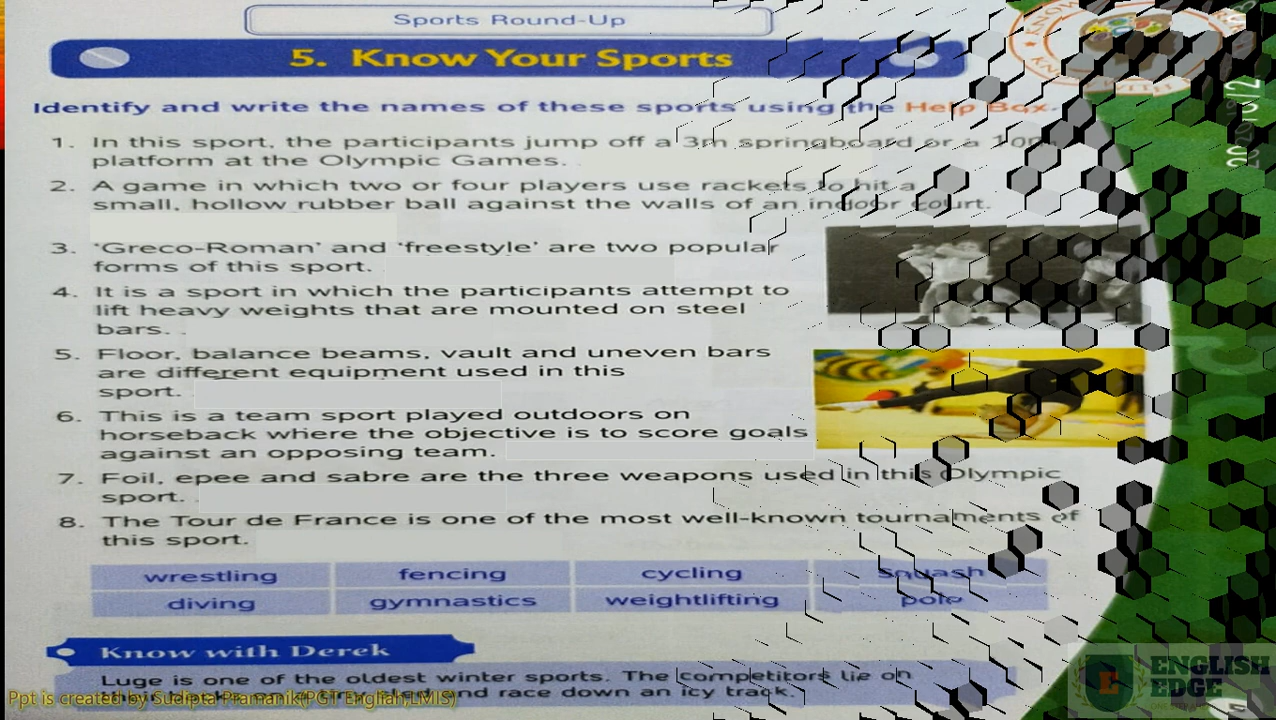 Sports Round-Up
5. Know Your Sports
Identify and write the names of these sports using the Help Box.
1. In this sport, the participants jump off a 3m springboard or a 10m
platform at the Olympic Games.
2. A game in which two or four players use rackets to hit a
small, hollow rubber ball against the walls of an indoor court.
3. ‘Greco-Roman’ and ‘freestyle’ are two popular
forms of this sport.
4. It is a sport in which the participants attempt to
lift heavy weights that are mounted on steel
bars.
5. Floor, balance beams, vault and uneven bars
are different equipment used in this
sport.
6. This is a team sport played outdoors on
horseback where the objective is to score goals
against an opposing team.
7. Foil, epee and sabre are the three weapons used in this Olympic
sport.
8. The Tour de France is one of the most well-known tournaments of
this sport.
wrestling fencing cycling squash
diving gymnastics weightlifting polo
Know with Derek
Luge is one of the oldest winter sports. The competitors lie on
and race down an icy track.
Ppt is created by Sudipta Pramanik(PGT English,LMIS)
ENGLISH
EDGE